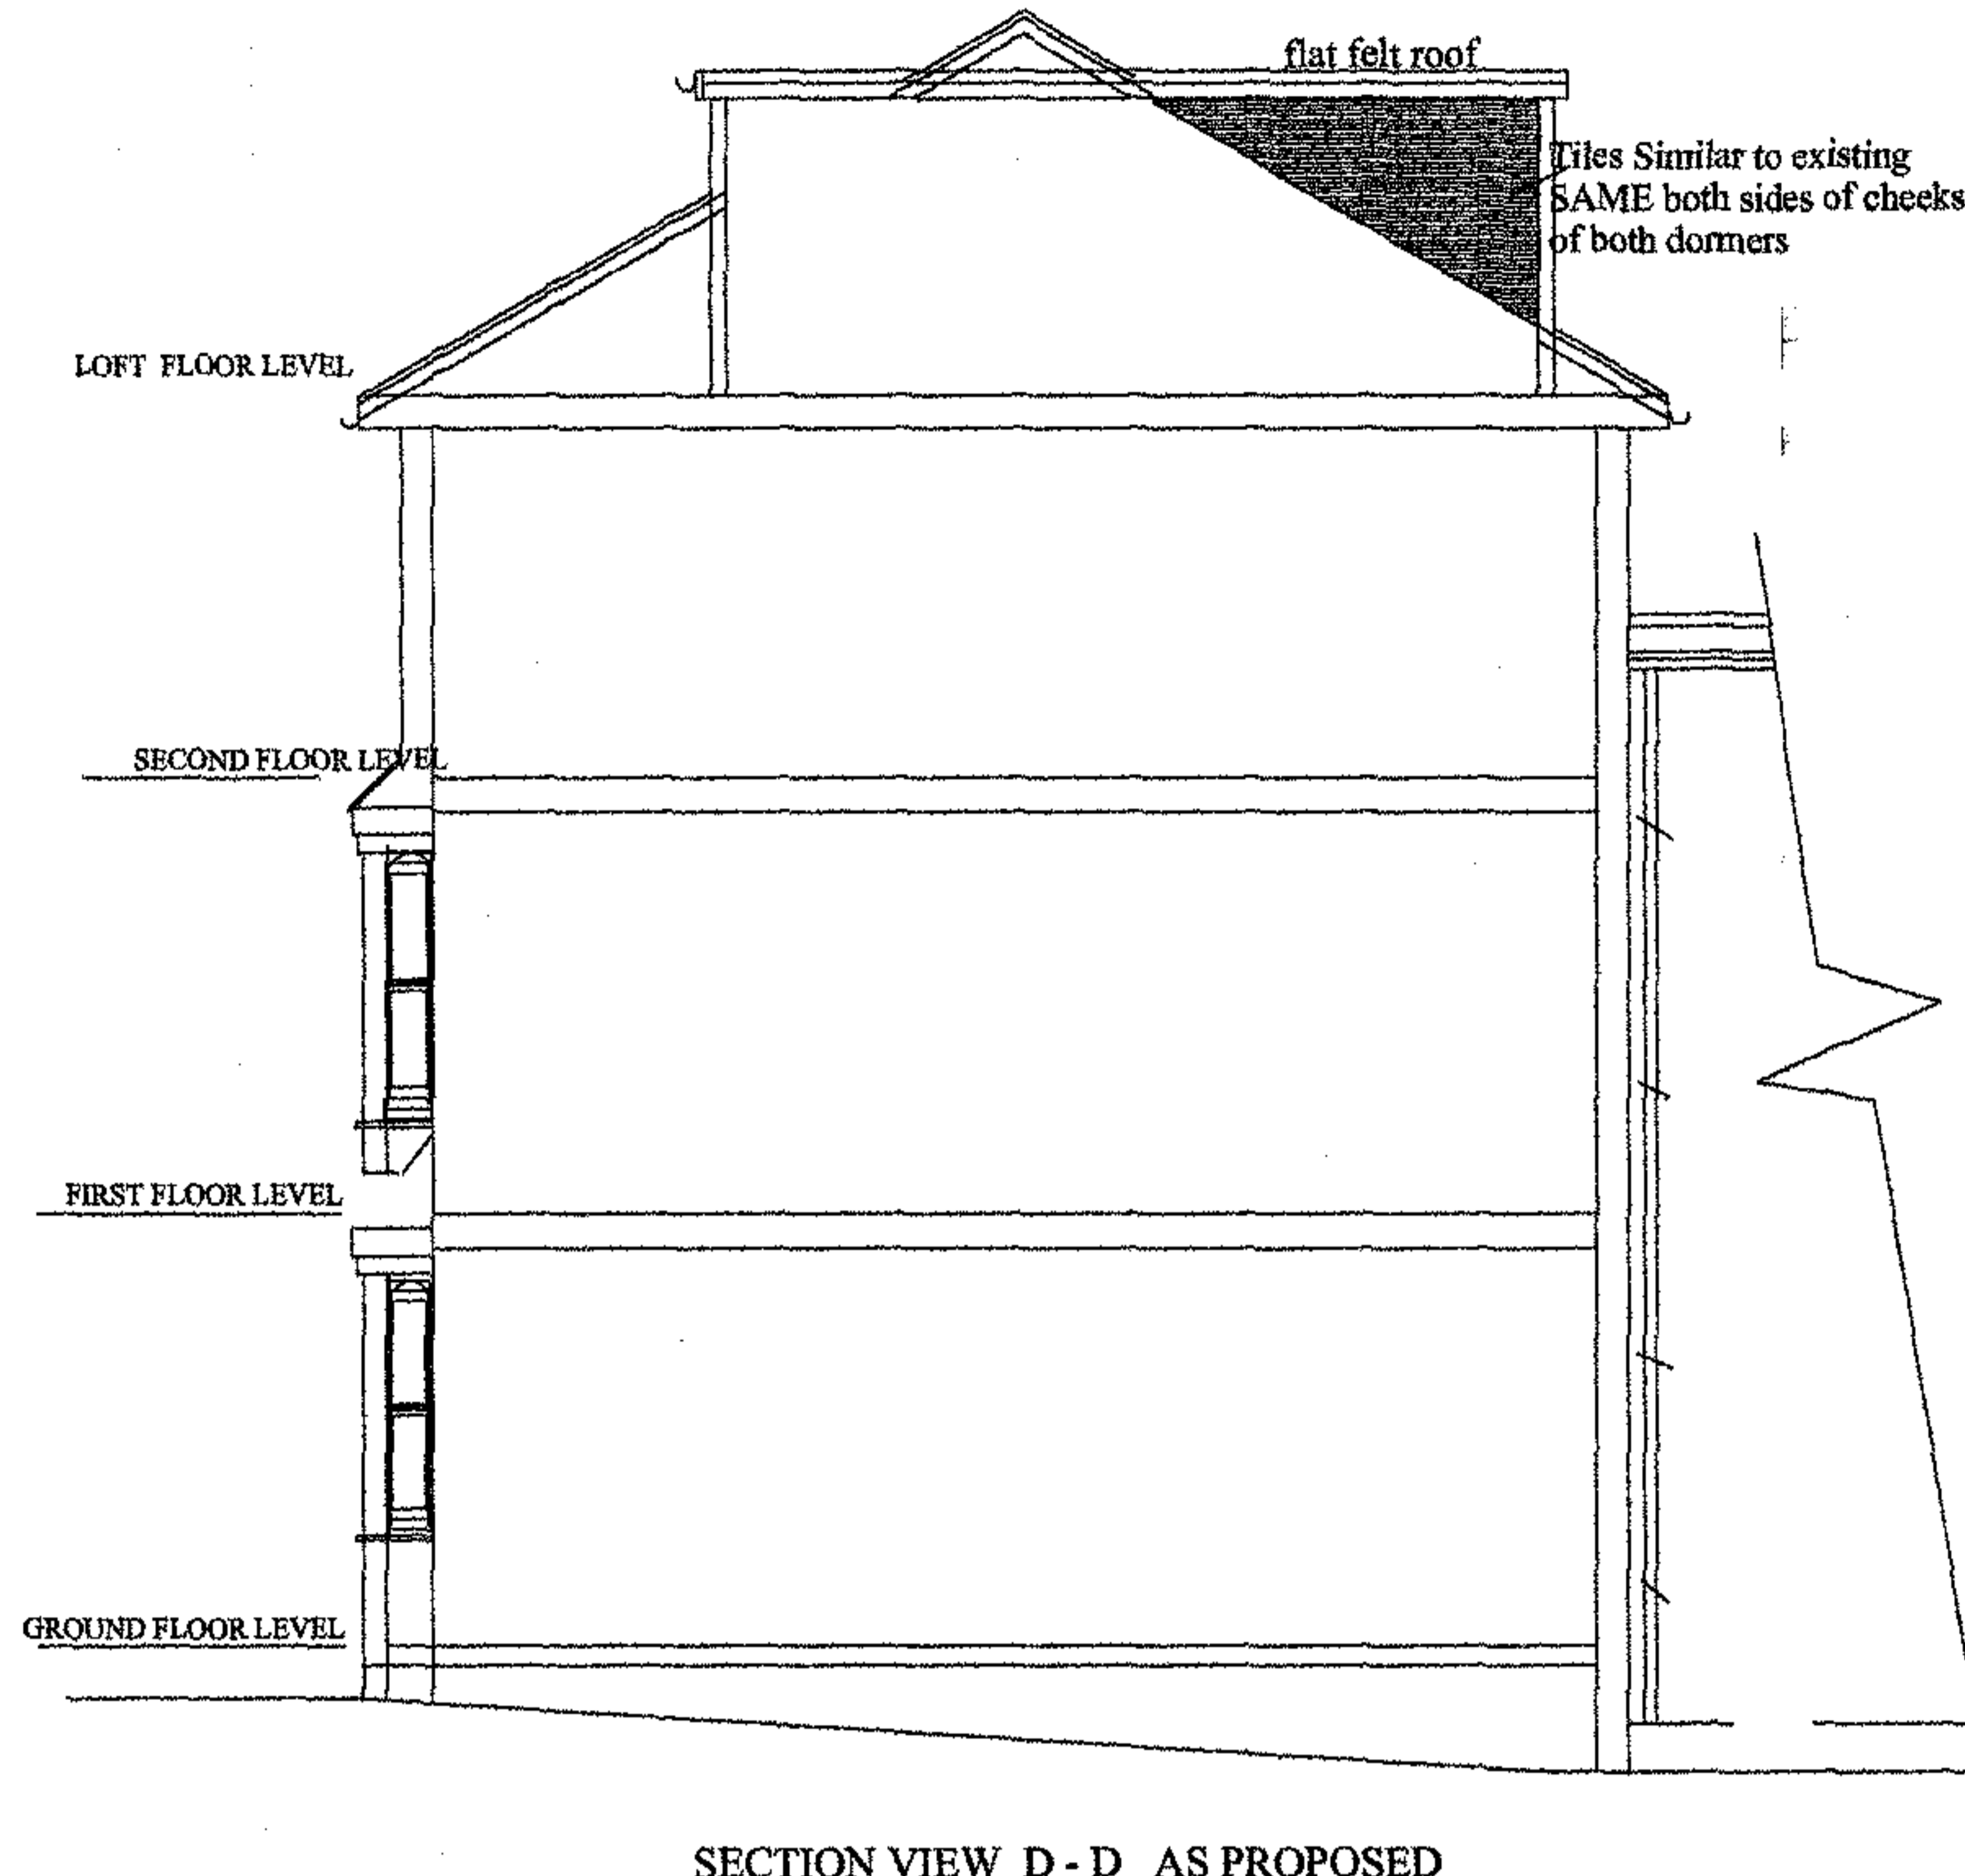 flat felt roof
Tiles Similar to existing
SAME both sides of cheeks
of both dormers
LOFT FLOOR LEVEL
SECOND FLOOR LEVEL
FIRST FLOOR LEVEL
GROUND FLOOR LEVEL
SECTION VIEW D - D AS PROPOSED